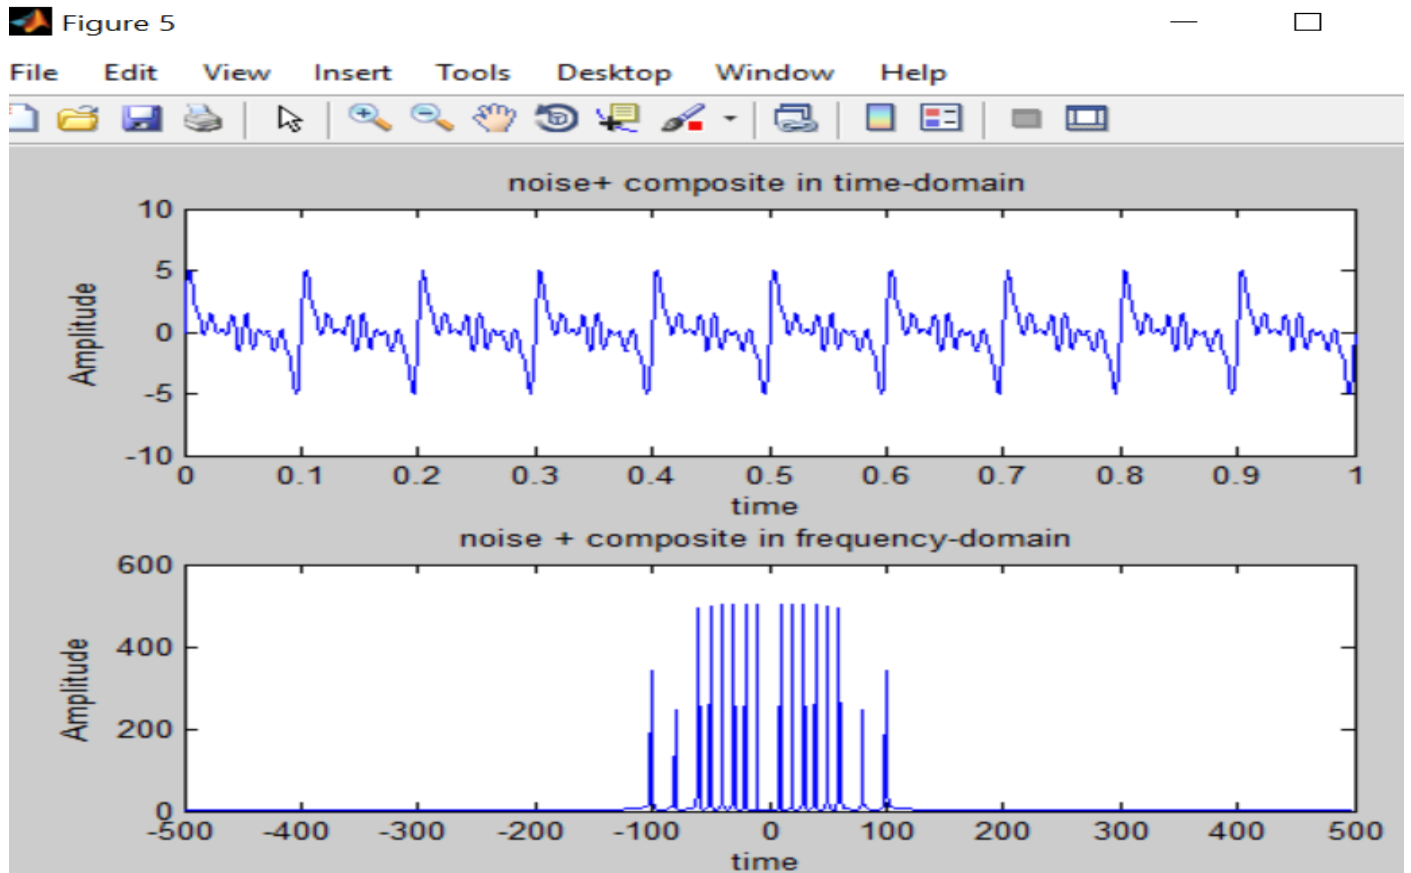 Figure 5
File Edit View Insert Tools Desktop Window Help
noise+ composite in time-domain
10
5
0
-5
-10
Amplitude
0 0.1 0.2 0.3 0.4 0.5 0.6 0.7 0.8 0.9 1
time
noise + composite in frequency-domain
600
400
200
0
Amplitude
-500 -400 -300 -200 -100 0 100 200 300 400 500
time